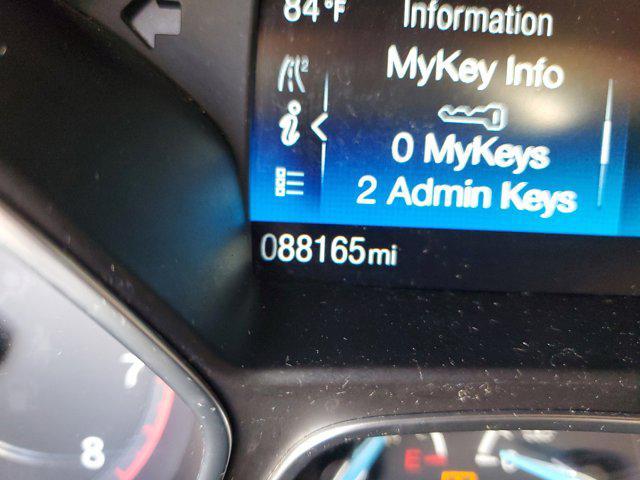 84°F
Information
MyKey Info
0 MyKeys
2 Admin Keys
088165mi
7
8
E